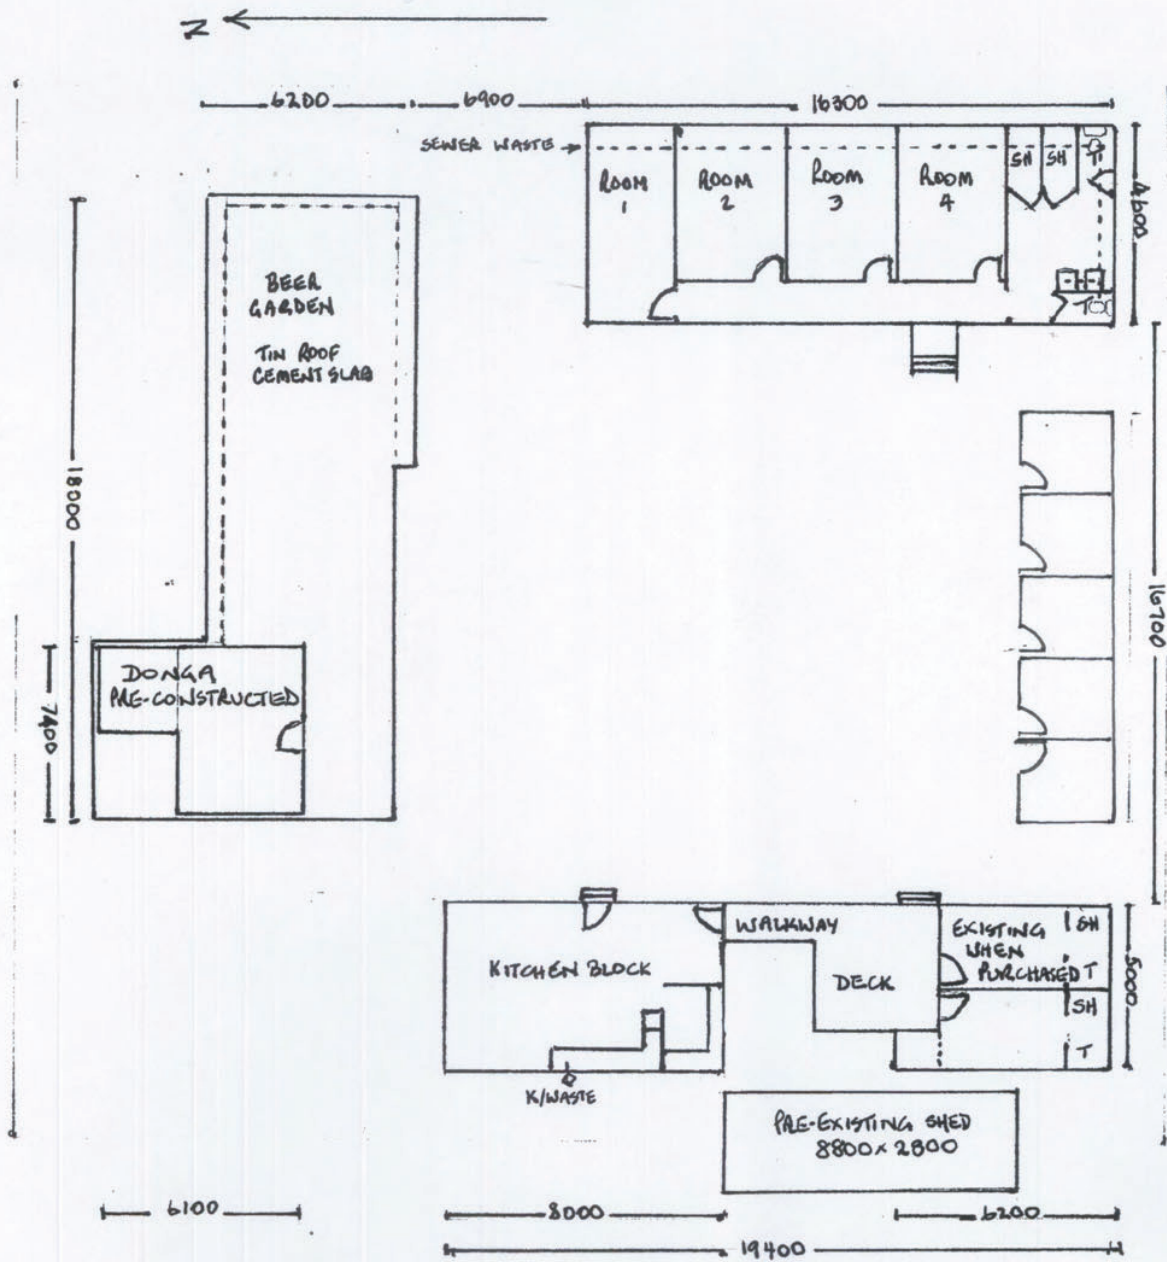 N
6200
6900
16300
SEWER WASTE
ROOM
1
ROOM
2
ROOM
3
ROOM
4
SH
SH
T
4600
T
BEER
GARDEN
TIN ROOF
CEMENT SLAB
18000
16700
DONGA
PRE-CONSTRUCTED
7400
KITCHEN BLOCK
WALKWAY
DECK
EXISTING
WHEN
PURCHASED
SH
T
SH
T
5000
K/WASTE
PRE-EXISTING SHED
8800 x 2800
6100
8000
6200
19400